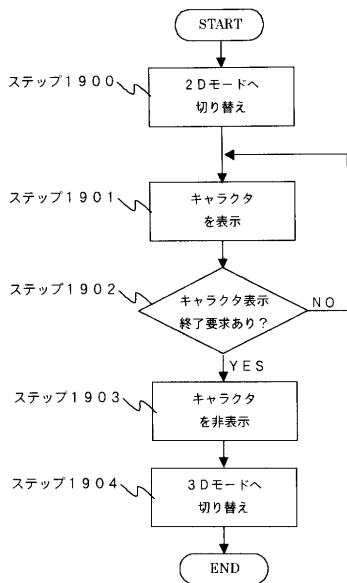 START
ステップ1900
2Dモードへ
切り替え
ステップ1901
キャラクタ
を表示
ステップ1902
キャラクタ表示
終了要求あり?
NO
YES
ステップ1903
キャラクタ
を非表示
ステップ1904
3Dモードへ
切り替え
END